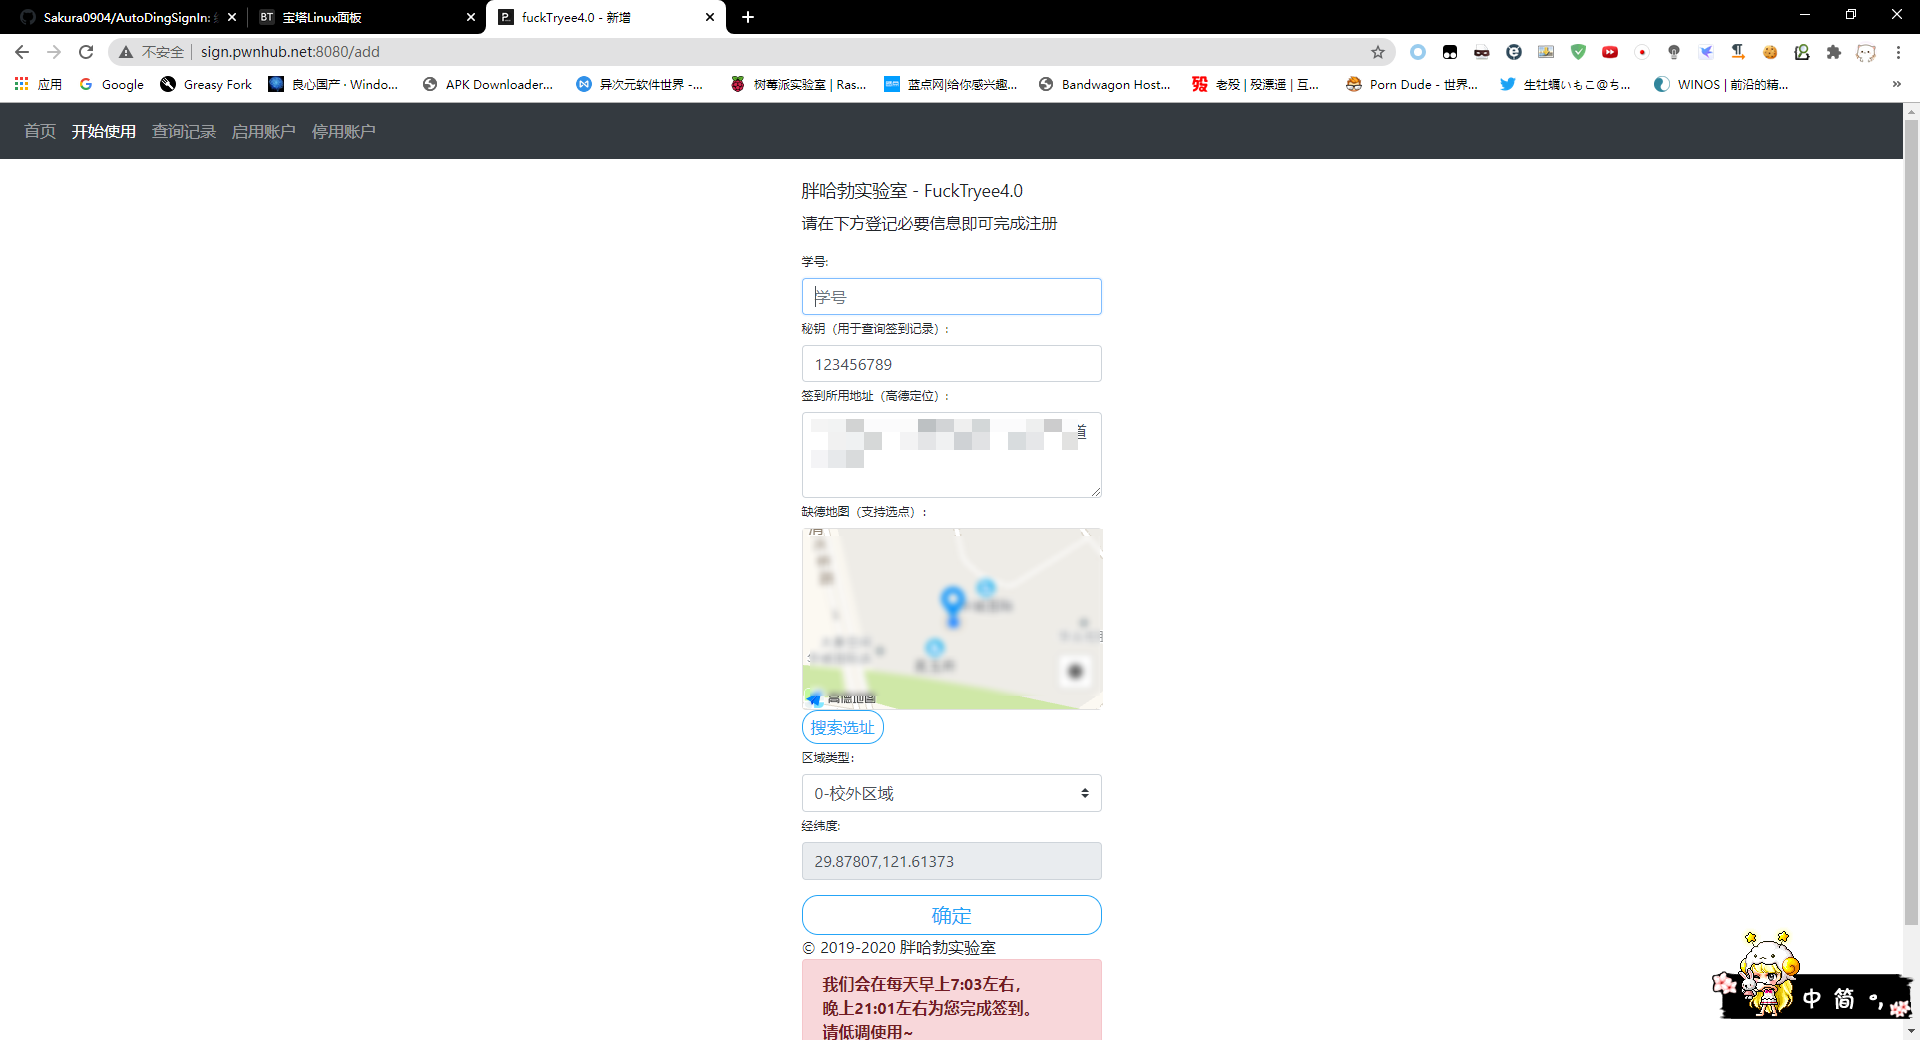 Sakura0904/AutoDingSignIn:
宝塔Linux面板
fuckTryee4.0 - 新增
不安全
sign.pwnhub.net:8080/add
应用
Google
Greasy Fork
良心国产 · Windo...
APK Downloader...
异次元软件世界 -...
树莓派实验室 | Ras...
蓝点网|给你感兴趣...
Bandwagon Host...
老殁 | 殁漂遥 | 互...
Porn Dude - 世界...
生牡蠣いもこ@ち...
WINOS | 前沿的精...
首页
开始使用
查询记录
启用账户
停用账户
胖哈勃实验室 - FuckTryee4.0
请在下方登记必要信息即可完成注册
学号:
学号
秘钥（用于查询签到记录）:
123456789
签到所用地址（高德定位）:
道
缺德地图（支持选点）:
高德地图
搜索选址
区域类型:
0-校外区域
经纬度:
29.87807,121.61373
确定
© 2019-2020 胖哈勃实验室
我们会在每天早上7:03左右,
晚上21:01左右为您完成签到。
请低调使用~
中 简 °,